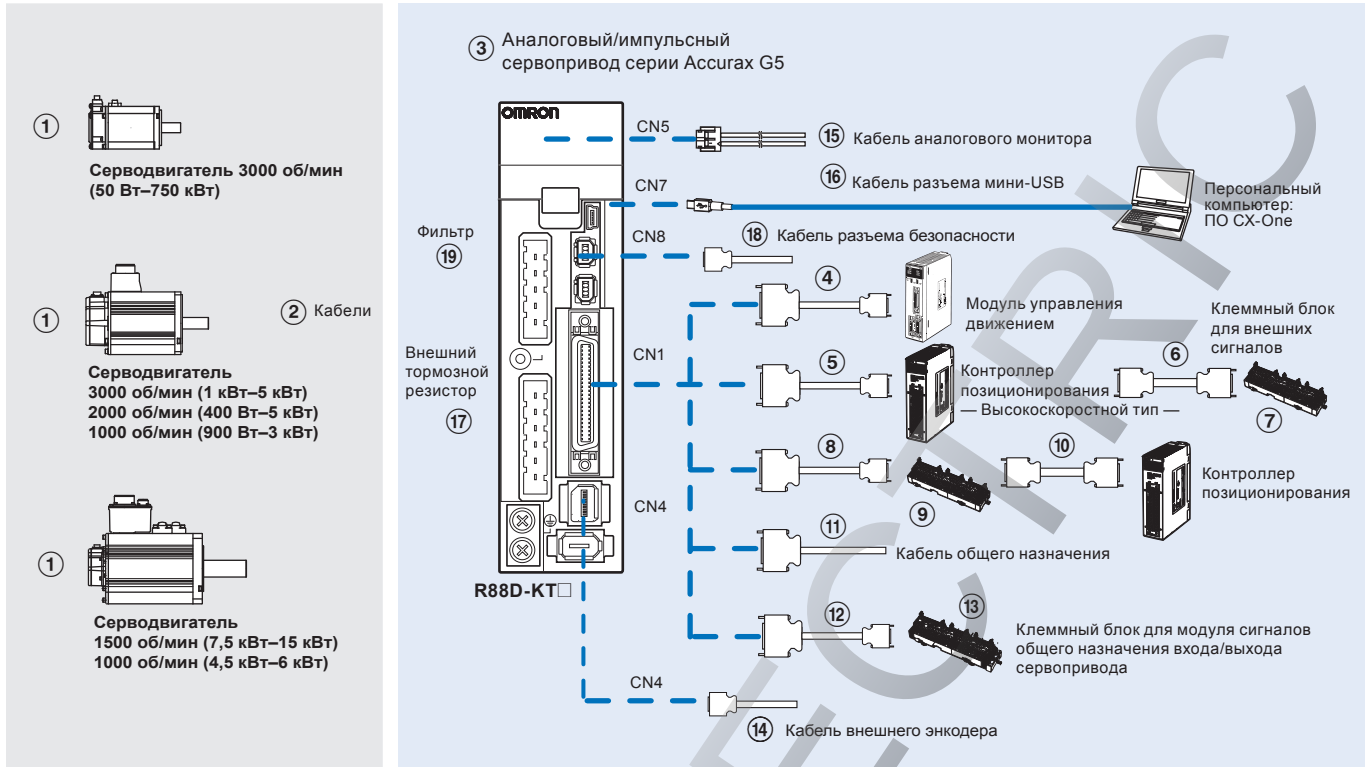 ①
Серводвигатель 3000 об/мин
(50 Вт–750 кВт)
①
② Кабели
Серводвигатель
3000 об/мин (1 кВт–5 кВт)
2000 об/мин (400 Вт–5 кВт)
1000 об/мин (900 Вт–3 кВт)
①
Серводвигатель
1500 об/мин (7,5 кВт–15 кВт)
1000 об/мин (4,5 кВт–6 кВт)
③ Аналоговый/импульсный
сервопривод серии Accurax G5
OMRON
CN5
⑮ Кабель аналогового монитора
CN7
⑯ Кабель разъема мини-USB
Персональный
компьютер:
ПО CX-One
Фильтр
⑲
CN8
⑱ Кабель разъема безопасности
④
Модуль управления
движением
Внешний
тормозной
резистор
⑰
CN1
⑤
Контроллер
позиционирования
— Высокоскоростной тип —
⑥
Клеммный блок
для внешних
сигналов
⑦
⑧
⑨
⑩
Контроллер
позиционирования
CN4
⑪
Кабель общего назначения
R88D-KT□
⑫
⑬
Клеммный блок для модуля сигналов
общего назначения входа/выхода
сервопривода
CN4
⑭ Кабель внешнего энкодера